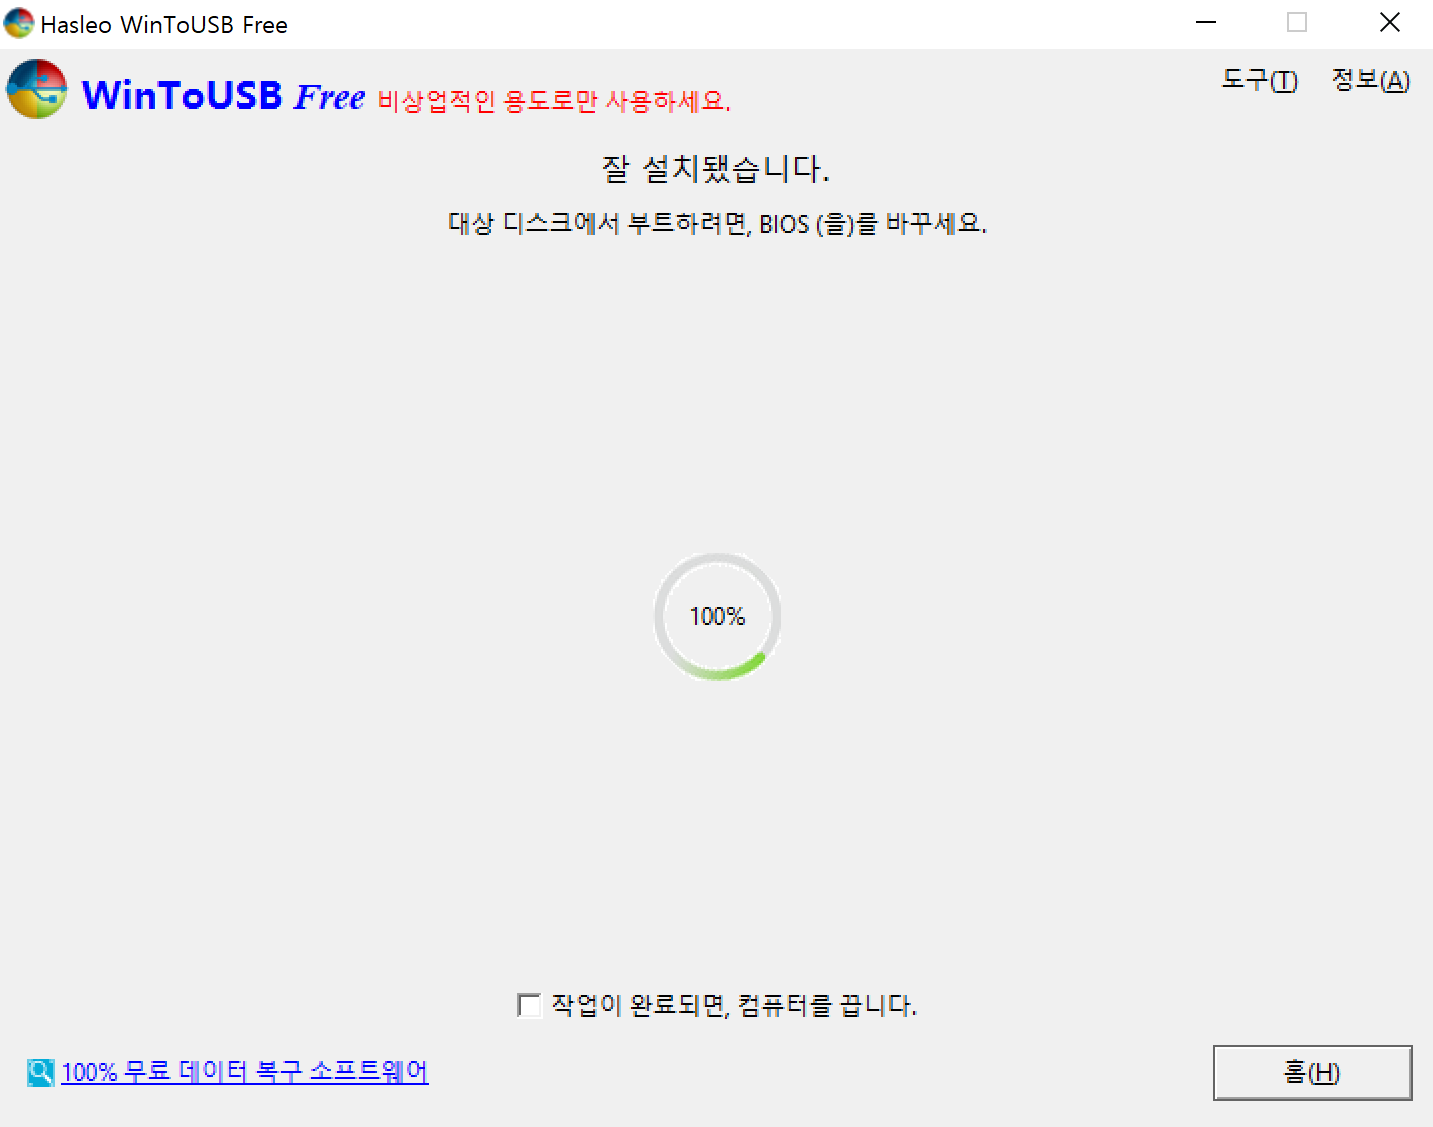 Hasleo WinToUSB Free
WinToUSB Free 비상업적인 용도로만 사용하세요.
도구(T) 정보(A)
잘 설치됐습니다.
대상 디스크에서 부트하려면, BIOS (을)를 바꾸세요.
100%
작업이 완료되면, 컴퓨터를 끕니다.
100% 무료 데이터 복구 소프트웨어
홈(H)